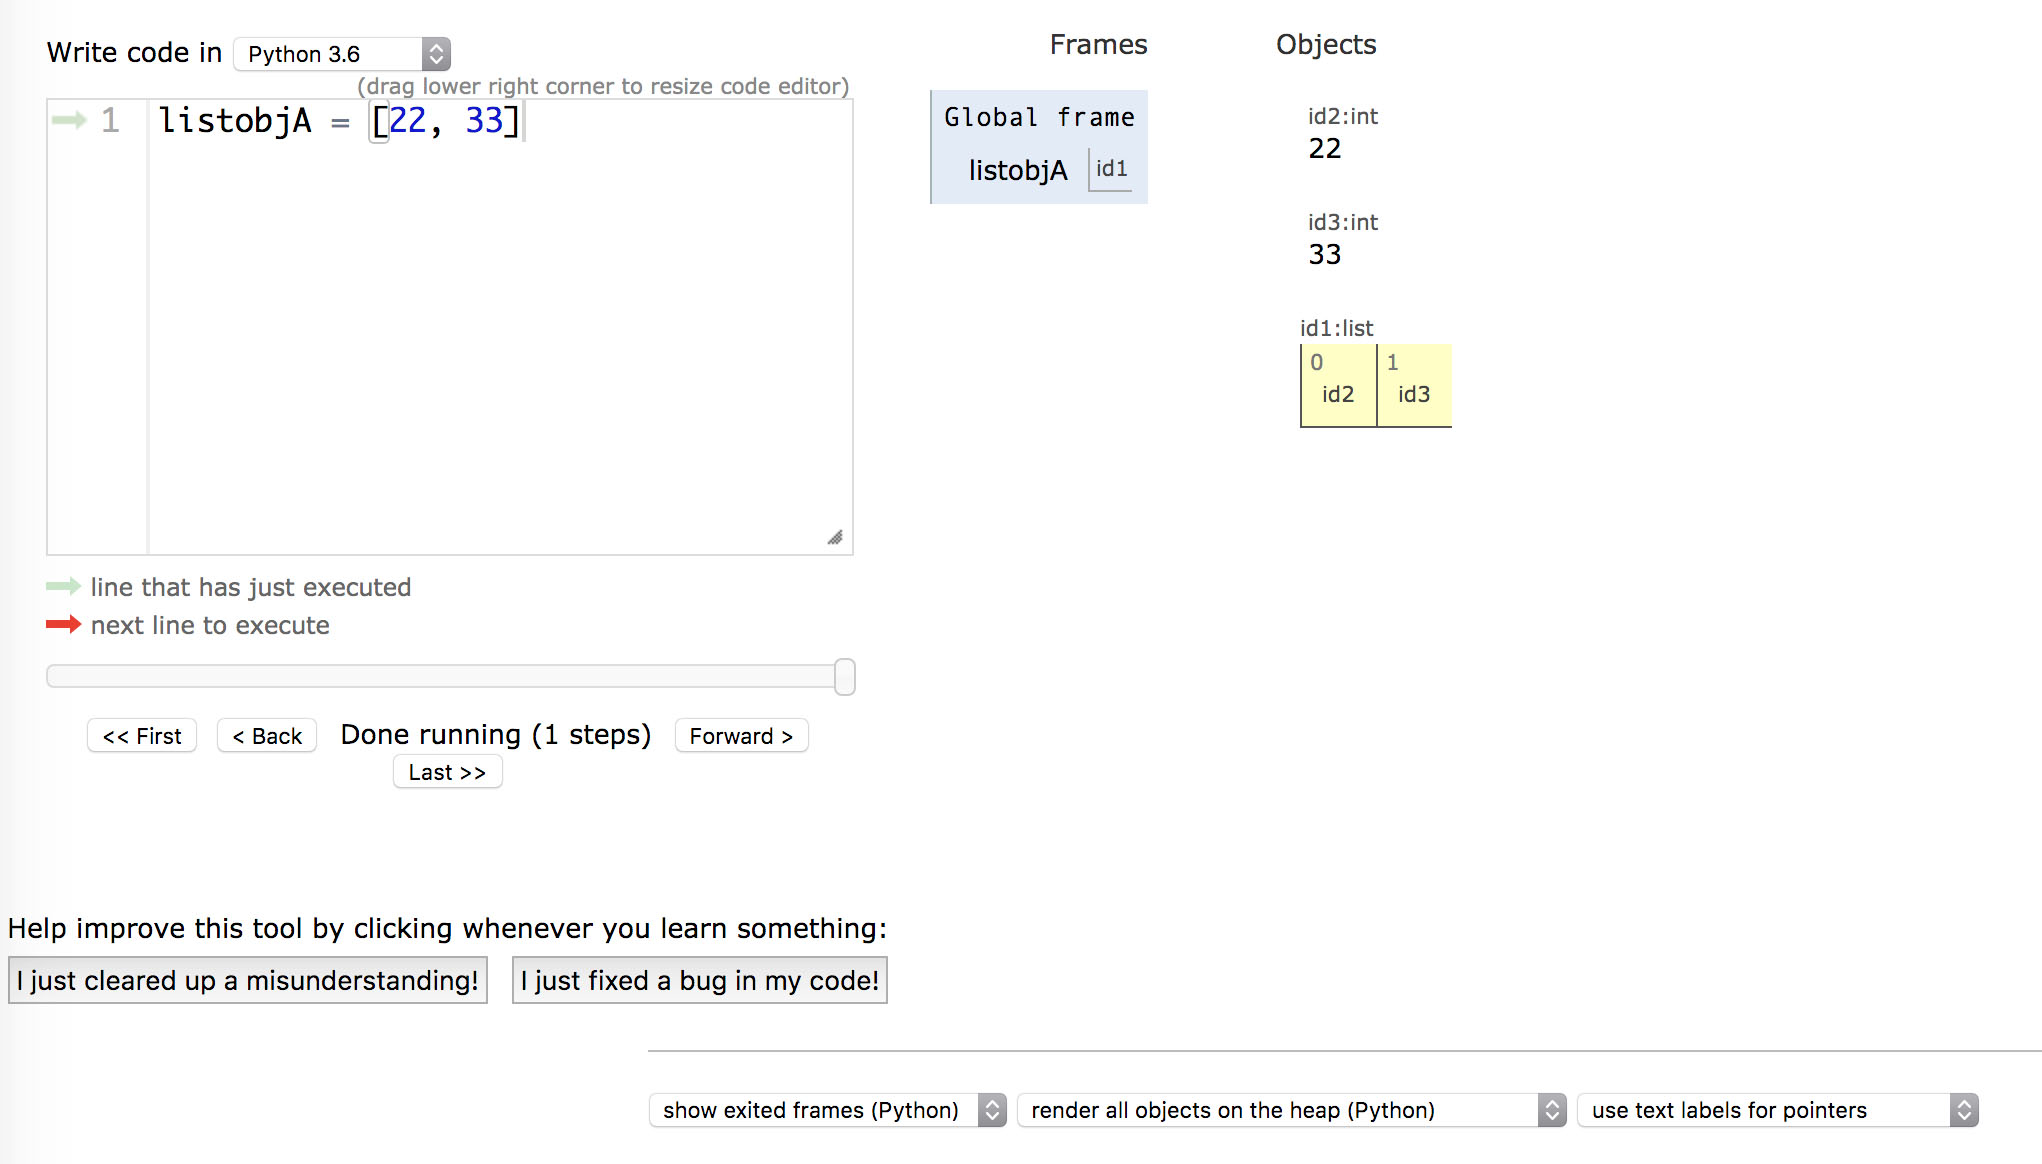 Write code in Python 3.6
(drag lower right corner to resize code editor)
1 listobjA = [22, 33]
line that has just executed
next line to execute
<< First < Back Done running (1 steps) Forward >
Last >>
Help improve this tool by clicking whenever you learn something:
I just cleared up a misunderstanding! I just fixed a bug in my code!
Frames Objects
Global frame
listobjA id1
id2:int
22
id3:int
33
id1:list
0 1
id2 id3
show exited frames (Python) render all objects on the heap (Python) use text labels for pointers